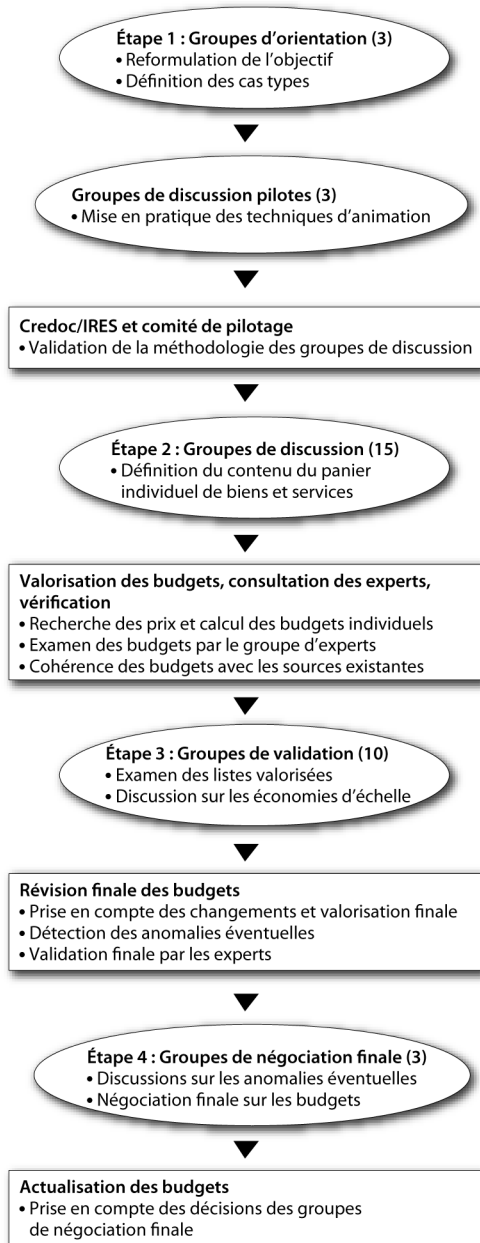 Étape 1 : Groupes d’orientation (3)
• Reformulation de l’objectif
• Définition des cas types
Groupes de discussion pilotes (3)
• Mise en pratique des techniques d’animation
Credoc/IRES et comité de pilotage
• Validation de la méthodologie des groupes de discussion
Étape 2 : Groupes de discussion (15)
• Définition du contenu du panier
individuel de biens et services
Valorisation des budgets, consultation des experts,
vérification
• Recherche des prix et calcul des budgets individuels
• Examen des budgets par le groupe d’experts
• Cohérence des budgets avec les sources existantes
Étape 3 : Groupes de validation (10)
• Examen des listes valorisées
• Discussion sur les économies d’échelle
Révision finale des budgets
• Prise en compte des changements et valorisation finale
• Détection des anomalies éventuelles
• Validation finale par les experts
Étape 4 : Groupes de négociation finale (3)
• Discussions sur les anomalies éventuelles
• Négociation finale sur les budgets
Actualisation des budgets
• Prise en compte des décisions des groupes
de négociation finale